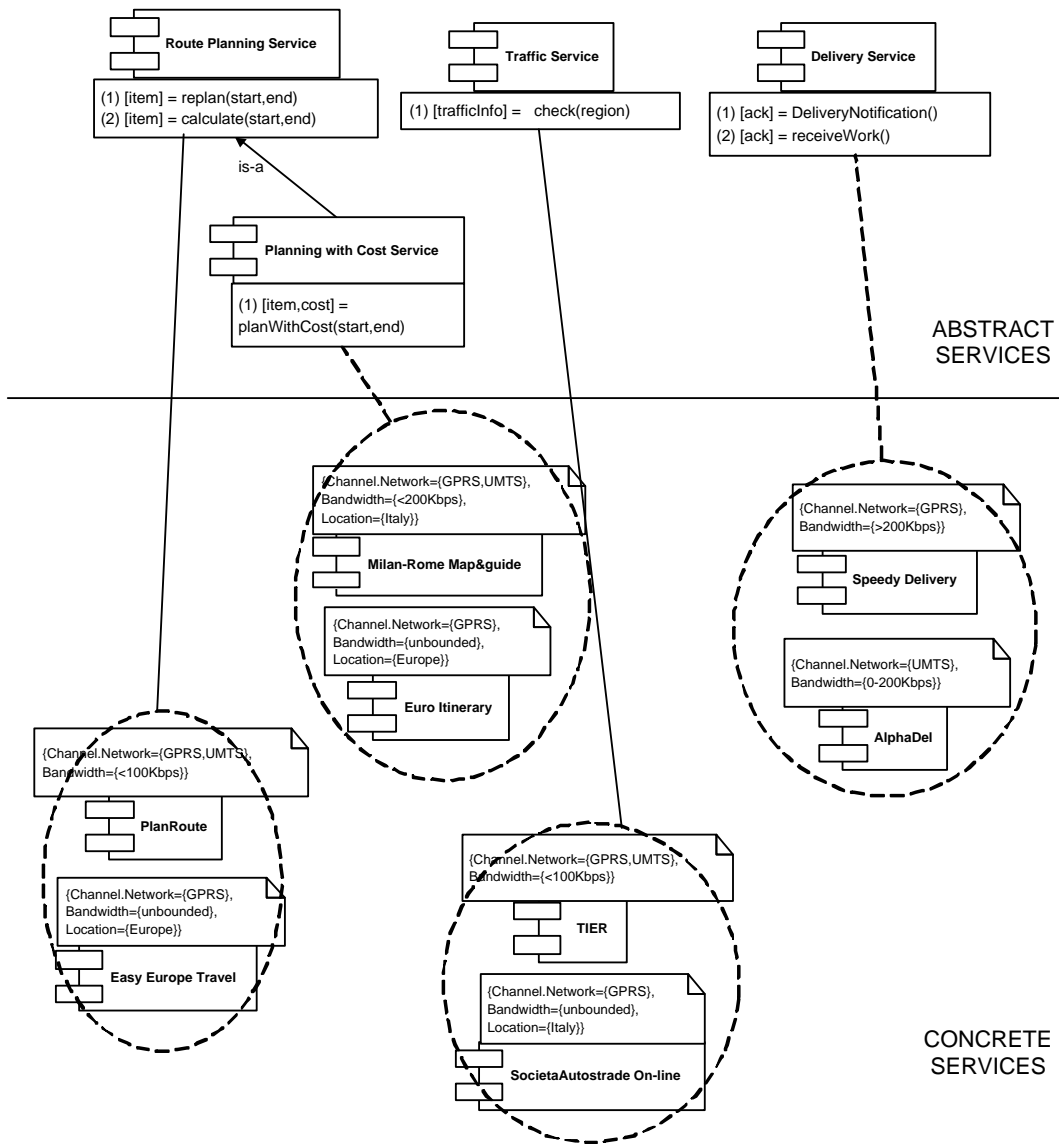 Route Planning Service
(1) [item] = replan(start,end)
(2) [item] = calculate(start,end)
Traffic Service
(1) [trafficInfo] = check(region)
Delivery Service
(1) [ack] = DeliveryNotification()
(2) [ack] = receiveWork()
is-a
Planning with Cost Service
(1) [item,cost] =
planWithCost(start,end)
ABSTRACT
SERVICES
{Channel.Network={GPRS,UMTS},
Bandwidth={<200Kbps},
Location={Italy}}
Milan-Rome Map&guide
{Channel.Network={GPRS},
Bandwidth={unbounded},
Location={Europe}}
Euro Itinerary
{Channel.Network={GPRS},
Bandwidth={>200Kbps}}
Speedy Delivery
{Channel.Network={UMTS},
Bandwidth={0-200Kbps}}
AlphaDel
{Channel.Network={GPRS,UMTS},
Bandwidth={<100Kbps}}
PlanRoute
{Channel.Network={GPRS},
Bandwidth={unbounded},
Location={Europe}}
Easy Europe Travel
{Channel.Network={GPRS,UMTS},
Bandwidth={<100Kbps}}
TIER
{Channel.Network={GPRS},
Bandwidth={unbounded},
Location={Italy}}
SocietaAutostrade On-line
CONCRETE
SERVICES